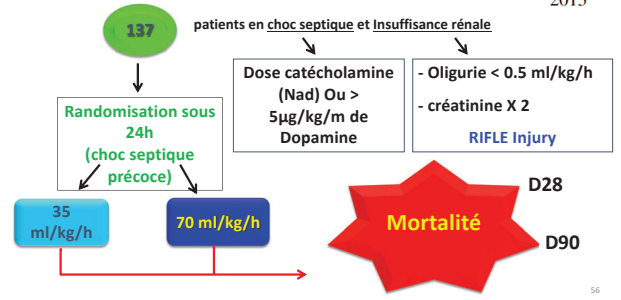 2015
137
patients en choc septique et Insuffisance rénale
Dose catécholamine
(Nad) Ou >
5µg/kg/m de
Dopamine
- Oligurie < 0.5 ml/kg/h
- créatinine X 2
RIFLE Injury
Randomisation sous
24h
(choc septique
précoce)
35
ml/kg/h
70 ml/kg/h
Mortalité
D28
D90
56